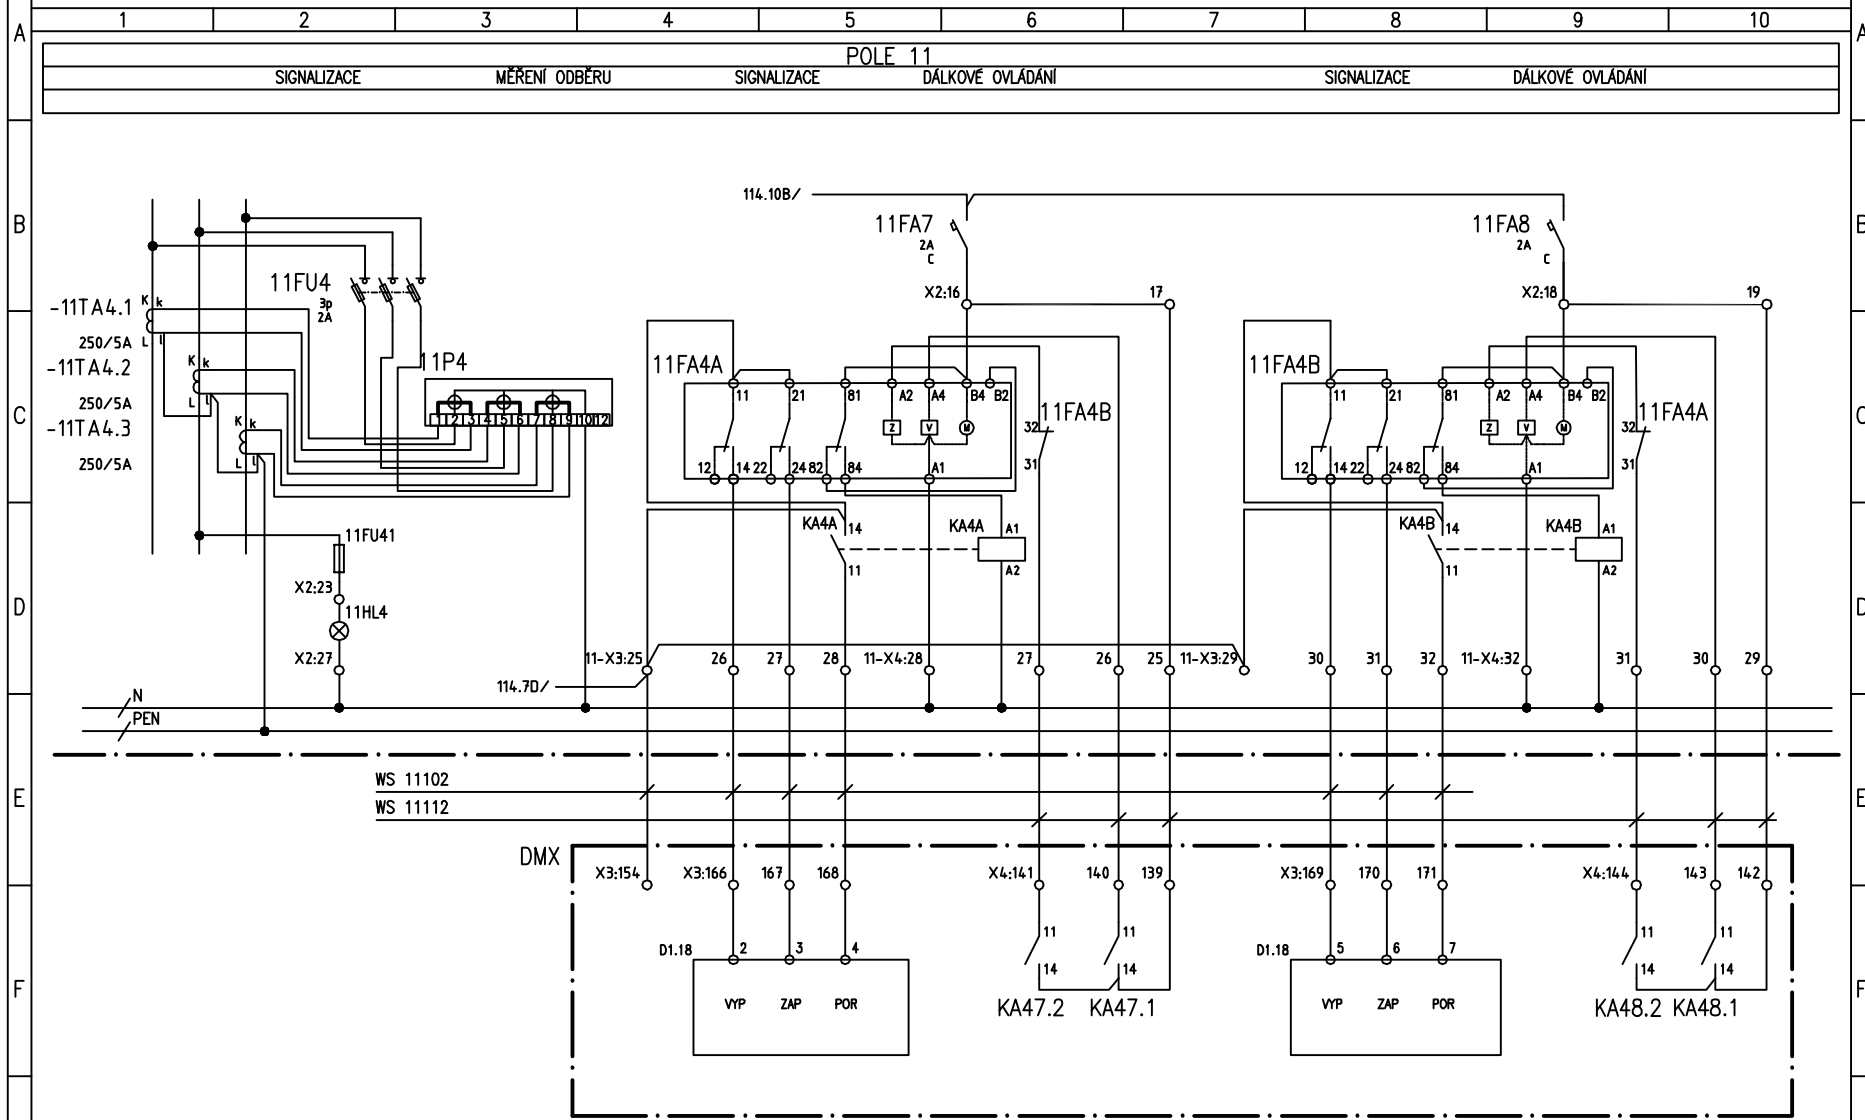 1 2 3 4 5 6 7 8 9 10
A A
POLE 11
SIGNALIZACE MĚŘENÍ ODBĚRU SIGNALIZACE DÁLKOVÉ OVLÁDÁNÍ SIGNALIZACE DÁLKOVÉ OVLÁDÁNÍ
114.10B/
B 11FA7 11FA8 B
2A 2A
C C
11FU4
3p
2A
X2:16 17 X2:18 19
-11TA4.1 K k
250/5A L l
-11TA4.2 K k
250/5A L l
-11TA4.3 K k
250/5A L l
11P4
1 2 3 4 5 6 7 8 9 10 11 12
11FA4A 11FA4B
11 21 81 A2 A4 B4 B2 11 21 81 A2 A4 B4 B2
C 11FA4B 11FA4A C
Z V M 32 Z V M 32
12 14 22 24 82 84 A1 31 12 14 22 24 82 84 A1 31
KA4A 14 KA4A A1 KA4B 14 KA4B A1
11 A2 11 A2
11FU41
X2:23
D 11HL4 D
X2:27 11-X3:25 26 27 28 11-X4:28 27 26 25 11-X3:29 30 31 32 11-X4:32 31 30 29
114.7D/
N
PEN
WS 11102
E E
WS 11112
DMX
X3:154 X3:166 167 168 X4:141 140 139 X3:169 170 171 X4:144 143 142
11 11 11 11
D1.18 2 3 4 D1.18 5 6 7
14 14 14 14
F F
VYP ZAP POR KA47.2 KA47.1 VYP ZAP POR KA48.2 KA48.1